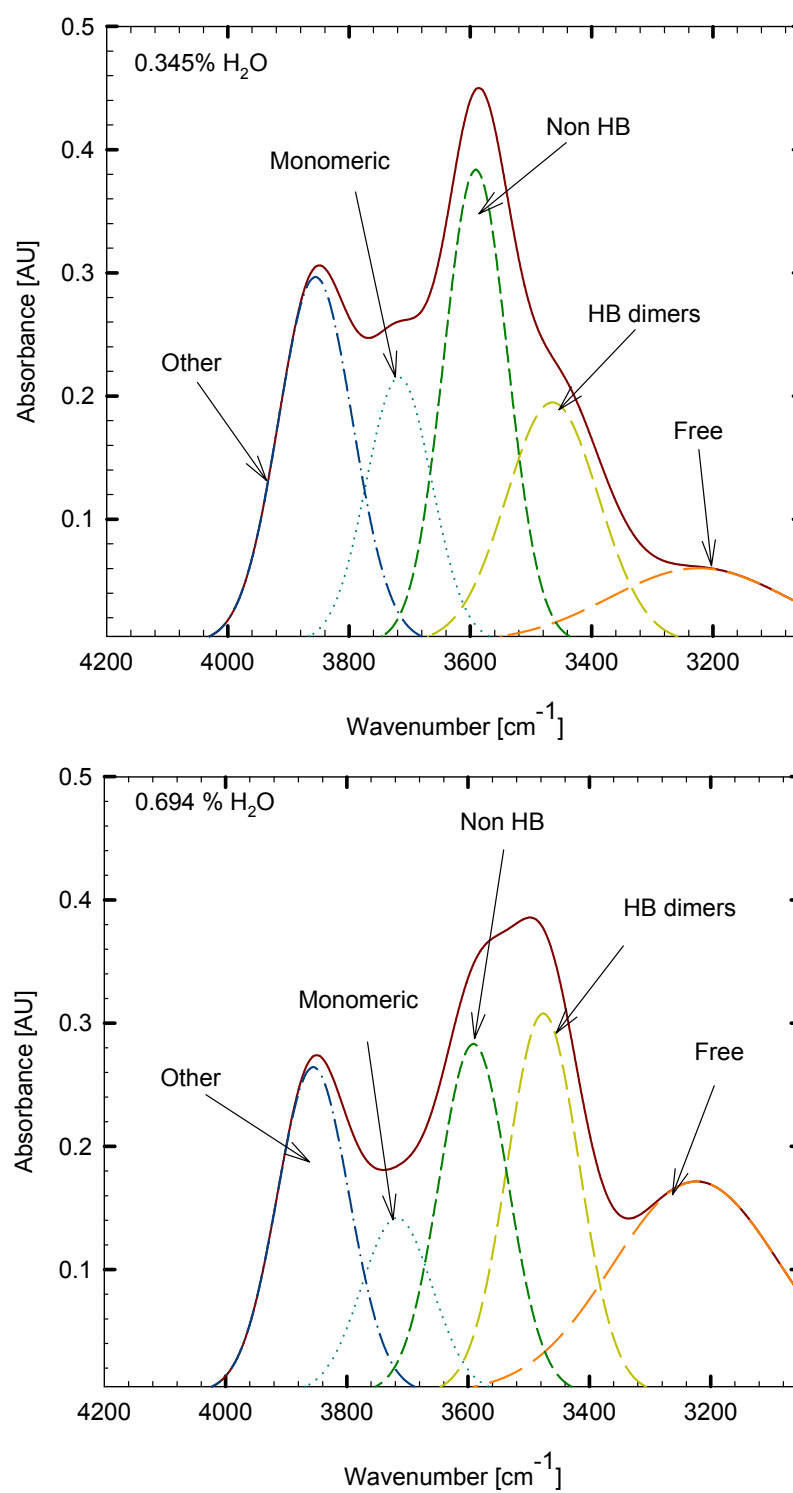 0.5
0.345% H₂O
Non HB
0.4
Monomeric
Absorbance [AU]
0.3
HB dimers
Other
0.2
Free
0.1
4200 4000 3800 3600 3400 3200
Wavenumber [cm⁻¹]
0.5
0.694 % H₂O
Non HB
0.4
HB dimers
Absorbance [AU]
0.3
Monomeric
Free
Other
0.2
0.1
4200 4000 3800 3600 3400 3200
Wavenumber [cm⁻¹]